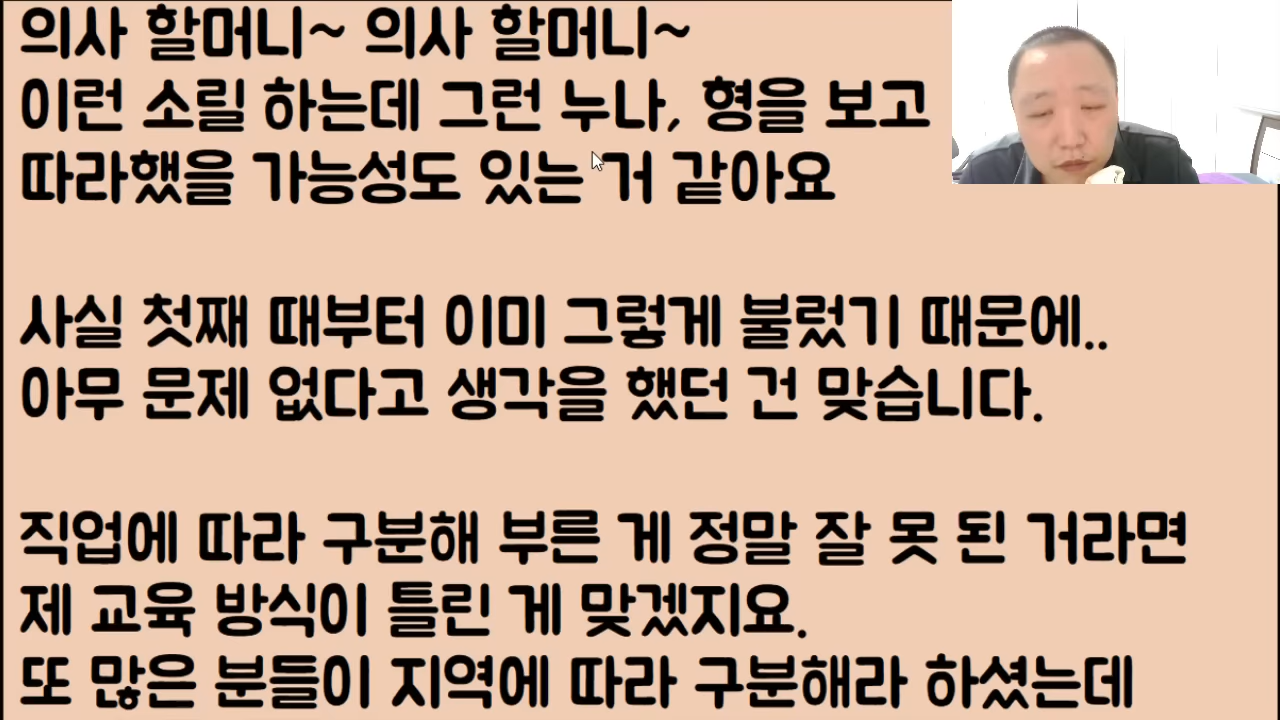 의사 할머니~ 의사 할머니~
이런 소릴 하는데 그런 누나, 형을 보고
따라했을 가능성도 있는 거 같아요
사실 첫째 때부터 이미 그렇게 불렀기 때문에..
아무 문제 없다고 생각을 했던 건 맞습니다.
직업에 따라 구분해 부른 게 정말 잘 못 된 거라면
제 교육 방식이 틀린 게 맞겠지요.
또 많은 분들이 지역에 따라 구분해라 하셨는데